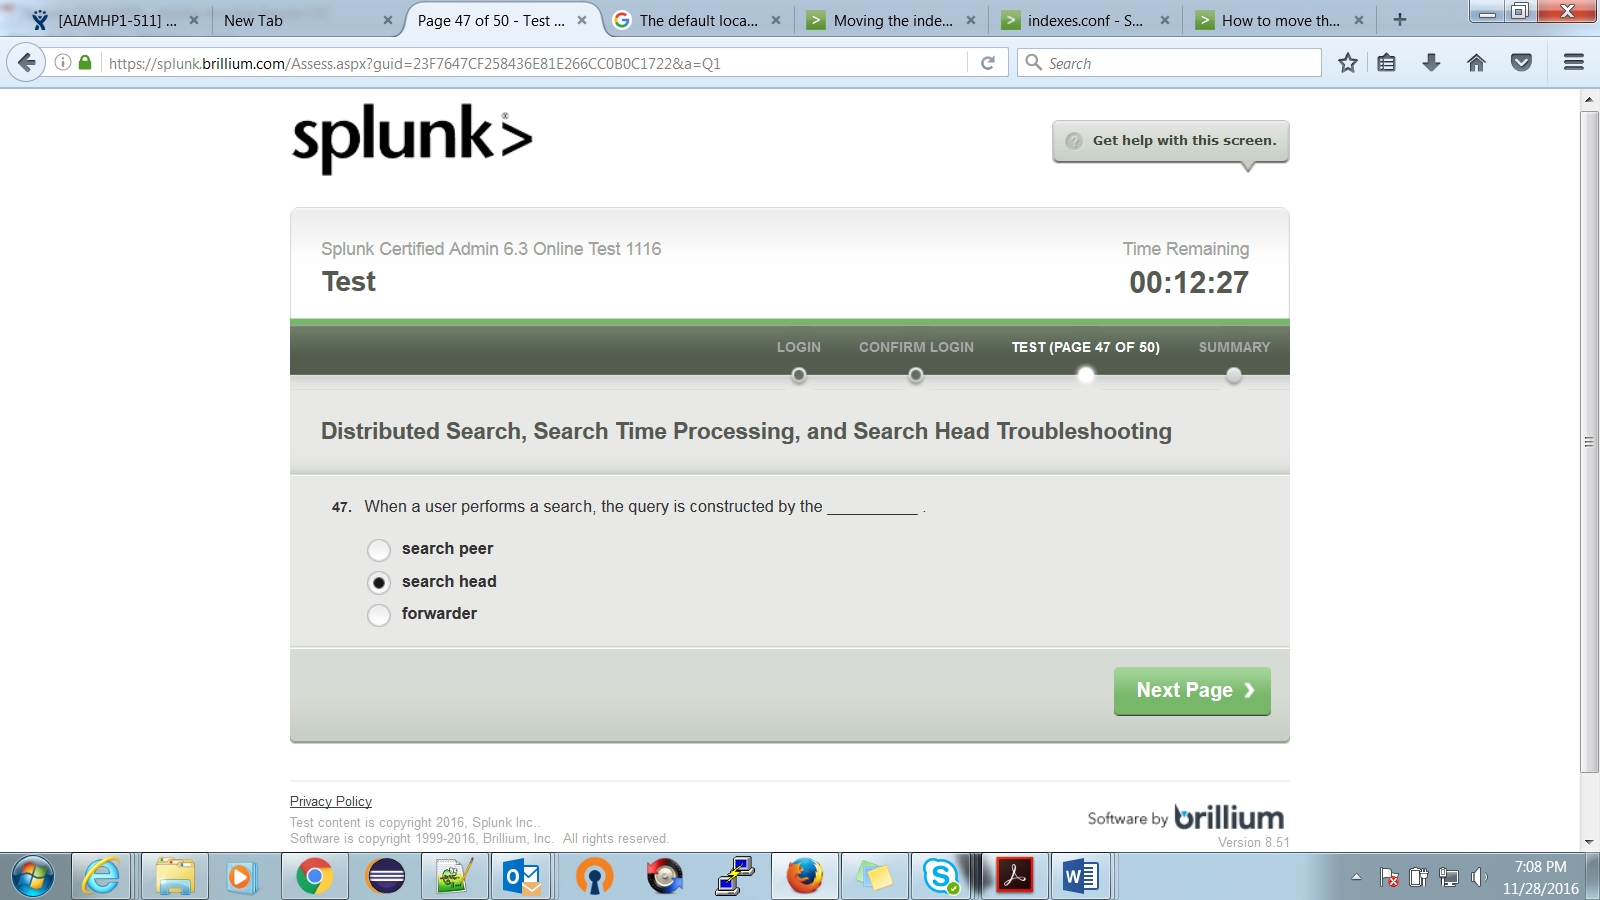 [AIAMHP1-511] ...
New Tab
Page 47 of 50 - Test ...
The default loca...
Moving the inde...
indexes.conf - S...
How to move th...
https://splunk.brillium.com/Assess.aspx?guid=23F7647CF258436E81E266CC0B0C1722&a=Q1
Search
splunk>
Get help with this screen.
Splunk Certified Admin 6.3 Online Test 1116
Time Remaining
Test
00:12:27
LOGIN
CONFIRM LOGIN
TEST (PAGE 47 OF 50)
SUMMARY
Distributed Search, Search Time Processing, and Search Head Troubleshooting
47. When a user performs a search, the query is constructed by the __________ .
search peer
search head
forwarder
Next Page
Privacy Policy
Test content is copyright 2016, Splunk Inc..
Software is copyright 1999-2016, Brillium, Inc. All rights reserved.
Software by brillium
Version 8.51
7:08 PM
11/28/2016